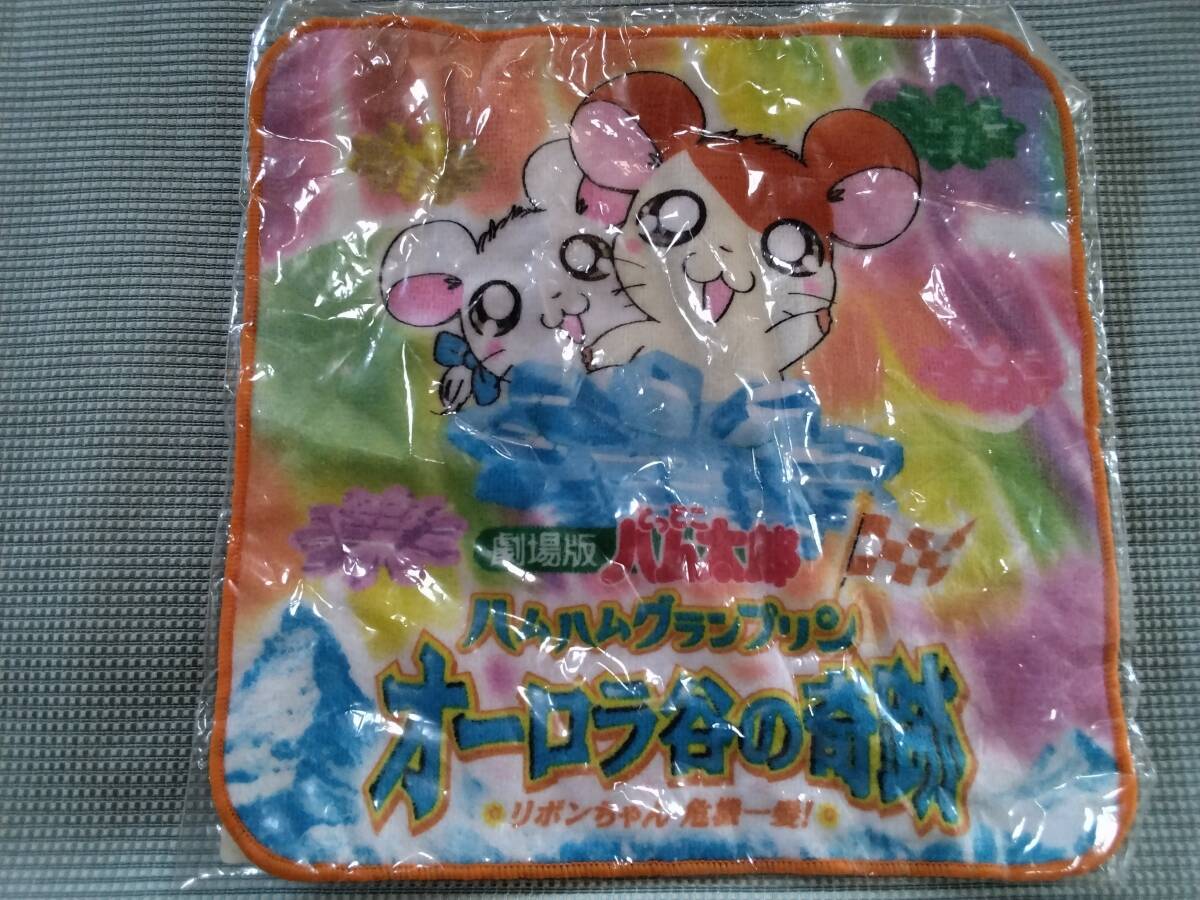 劇場版 とっとこ ハム太郎
ハムハムグランプリン
オーロラ谷の奇跡
リボンちゃん 危機一髪!